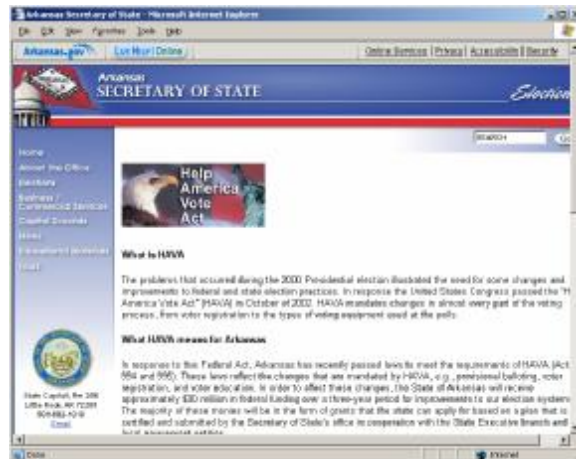 Arkansas Secretary of State - Microsoft Internet Explorer
File Edit View Favorites Tools Help
Arkansas.gov Live Help! Online Online Services | Privacy | Accessibility | Security
Arkansas
SECRETARY OF STATE
Election
SEARCH Go
Home
About the Office
Elections
Business /
Commercial Services
Capitol Grounds
News
Educational Materials
Help
America
Vote
Act
What is HAVA
The problems that occurred during the 2000 Presidential election illustrated the need for some changes and
improvements to federal and state election practices. In response the United States Congress passed the "H
America Vote Act" (HAVA) in October of 2002. HAVA mandates changes in almost every part of the voting
process, from voter registration to the types of voting equipment used at the polls.
What HAVA means for Arkansas
In response to this Federal Act, Arkansas has recently passed laws to meet the requirements of HAVA (Act
994 and 995). These laws reflect the changes that are mandated by HAVA, e.g., provisional balloting, voter
registration, and voter education. In order to affect these changes, the State of Arkansas will receive
approximately $30 million in federal funding over a three-year period for improvements to our election system
The majority of these monies will be in the form of grants that the state can apply for based on a plan that is
certified and submitted by the Secretary of State's office in cooperation with the State Executive Branch and
State Capitol, Rm 256
Little Rock, AR 72201
Email
Done
Internet